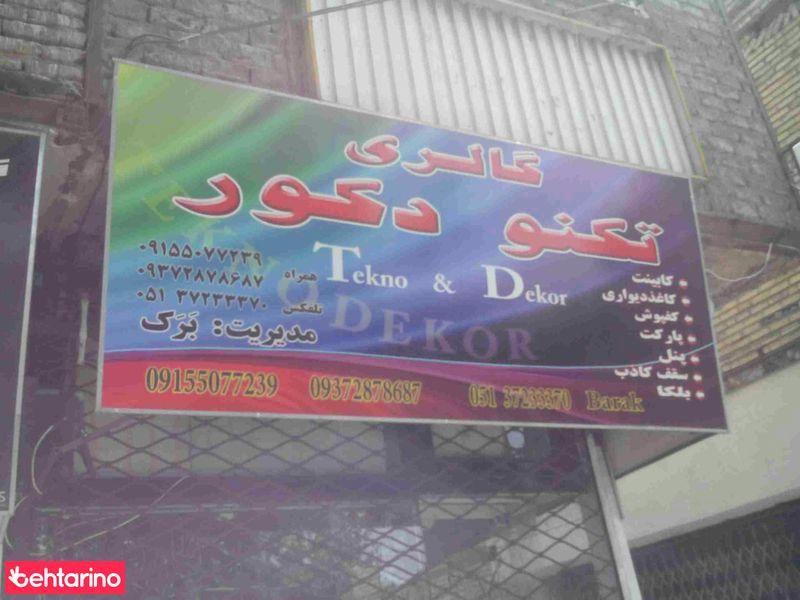 گالری
تکنو دکور
Tekno & Dekor
TEKNODEKOR
همراه ۰۹۱۵۵۰۷۷۲۳۹
۰۹۳۷۲۸۷۸۶۸۷
تلفکس ۰۵۱ ۳۷۲۳۳۳۷۰
مدیریت: بَرَک
کابینت
کاغذدیواری
کفپوش
پارکت
پنل
سقف کاذب
یلکا
09155077239 09372878687 051 37233370 Barak
behtarino